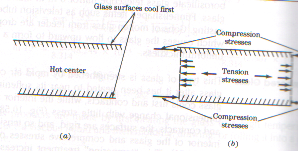 Glass surfaces cool first
Hot center
(a)
Compression
stresses
Tension
stresses
Compression
stresses
(b)